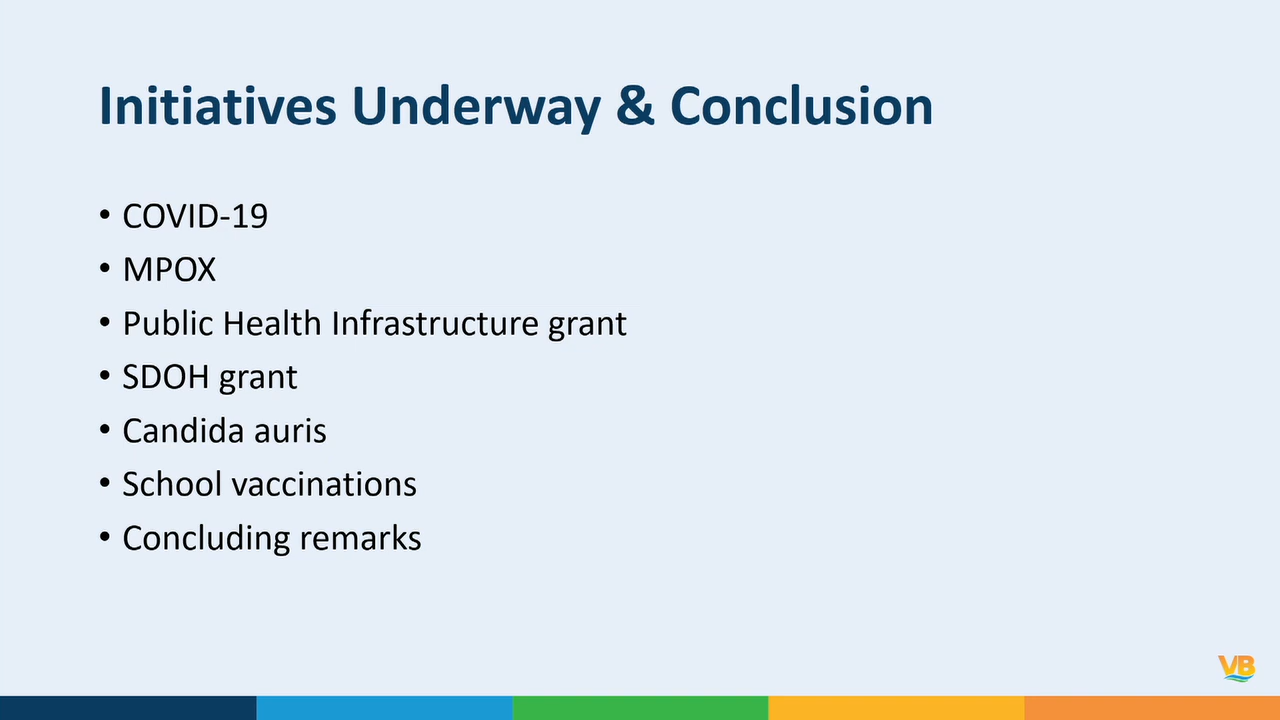 Initiatives Underway & Conclusion
• COVID-19
• MPOX
• Public Health Infrastructure grant
• SDOH grant
• Candida auris
• School vaccinations
• Concluding remarks
VB